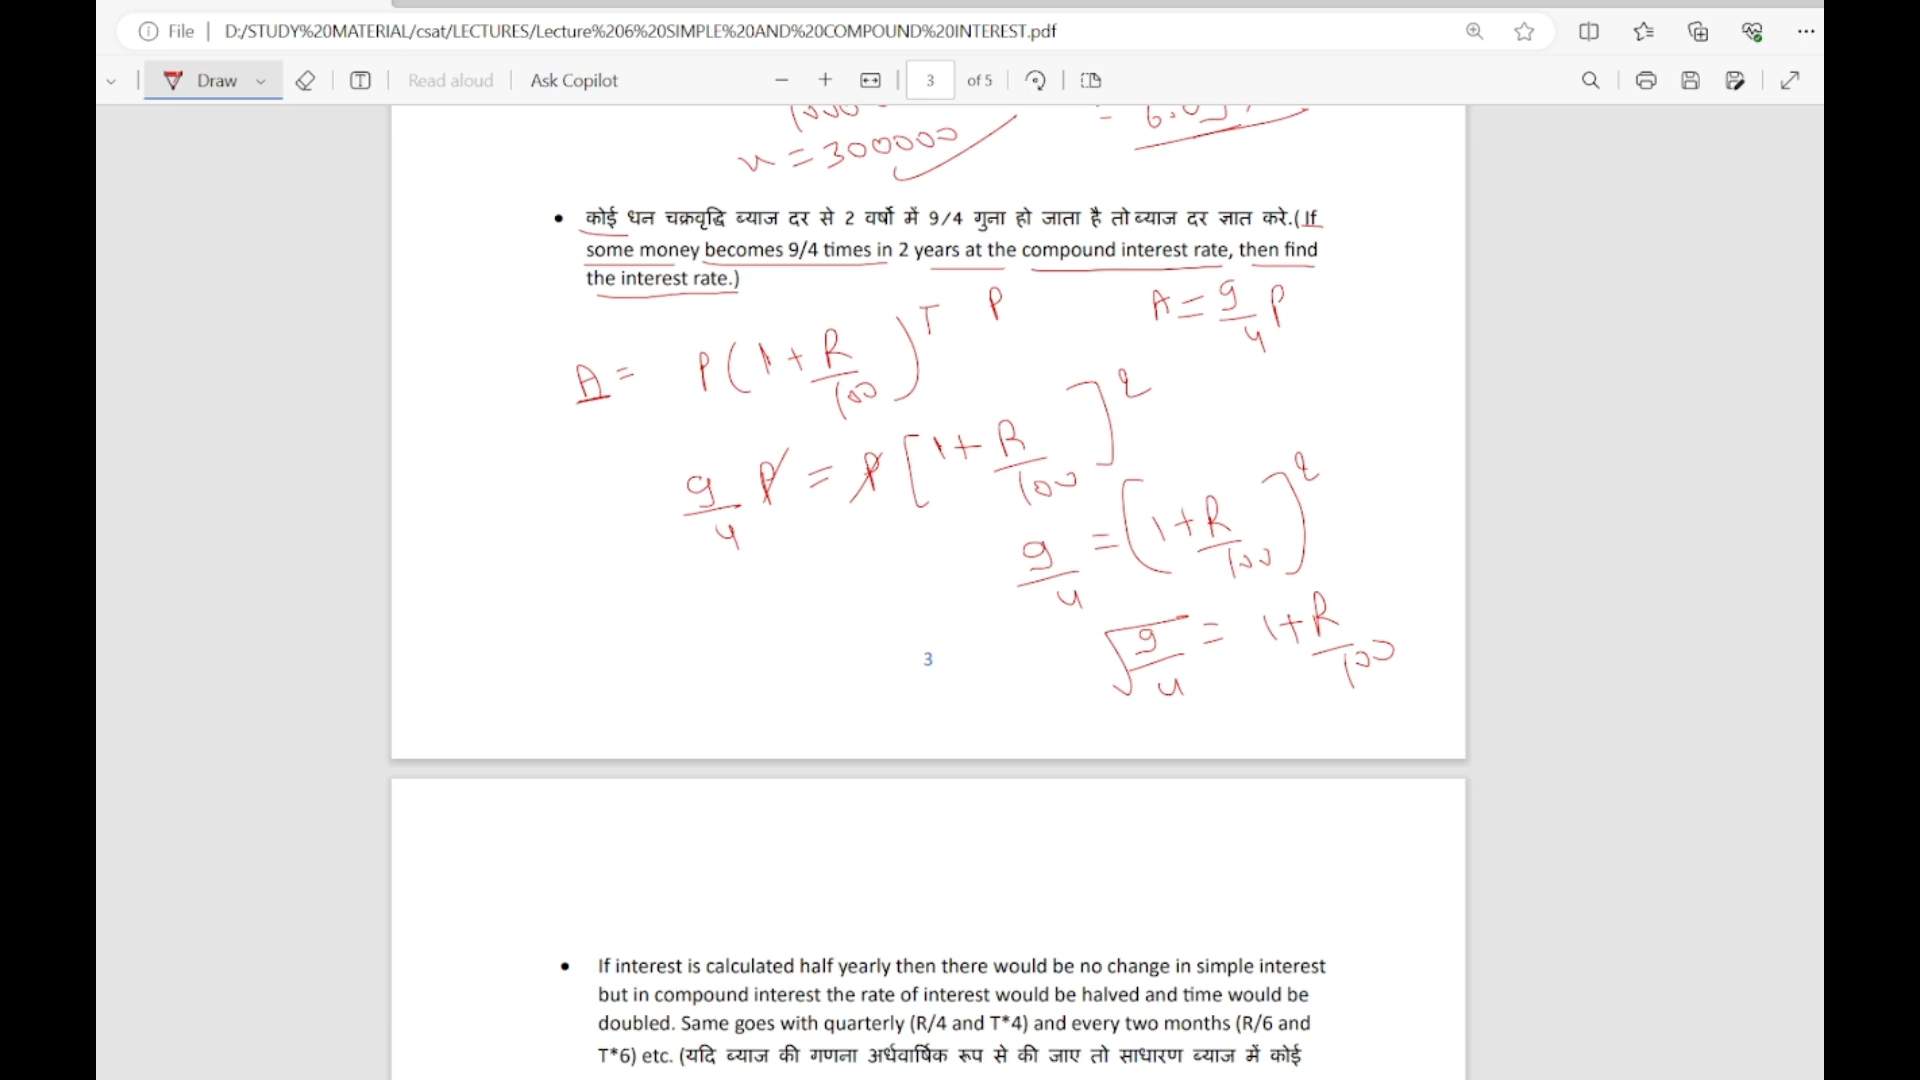 File | D:/STUDY%20MATERIAL/csat/LECTURES/Lecture%206%20SIMPLE%20AND%20COMPOUND%20INTEREST.pdf
Draw Read aloud Ask Copilot 3 of 5
x = 300000
• कोई धन चक्रवृद्धि ब्याज दर से 2 वर्षो में 9/4 गुना हो जाता है तो ब्याज दर ज्ञात करे.(If
some money becomes 9/4 times in 2 years at the compound interest rate, then find
the interest rate.)
P A = 9/4 P
A = P(1 + R/100)^T
9/4 P = P[1 + R/100]^2
9/4 = (1 + R/100)^2
√9/4 = 1 + R/100
3
• If interest is calculated half yearly then there would be no change in simple interest
but in compound interest the rate of interest would be halved and time would be
doubled. Same goes with quarterly (R/4 and T*4) and every two months (R/6 and
T*6) etc. (यदि ब्याज की गणना अर्धवार्षिक रूप से की जाए तो साधारण ब्याज में कोई